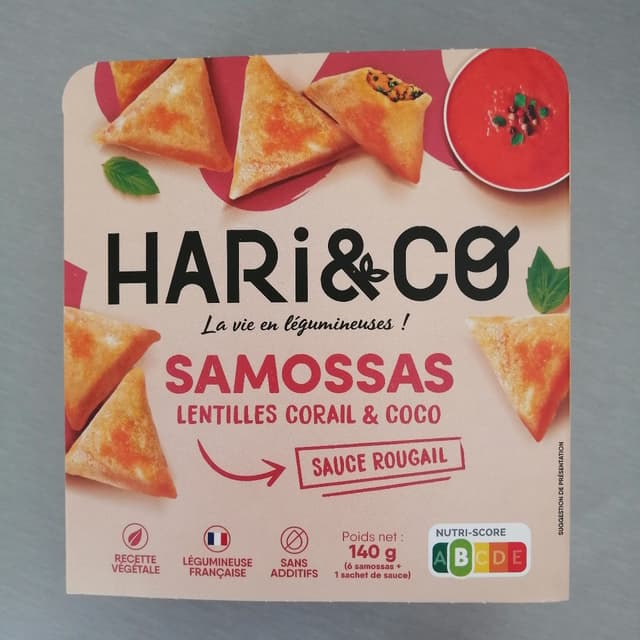 HARi&CO
La vie en légumineuses !
SAMOSSAS
LENTILLES CORAIL & COCO
SAUCE ROUGAIL
SUGGESTION DE PRÉSENTATION
RECETTE
VÉGÉTALE
LÉGUMINEUSE
FRANÇAISE
SANS
ADDITIFS
Poids net :
140 g
(6 samossas +
1 sachet de sauce)
NUTRI-SCORE
A B C D E